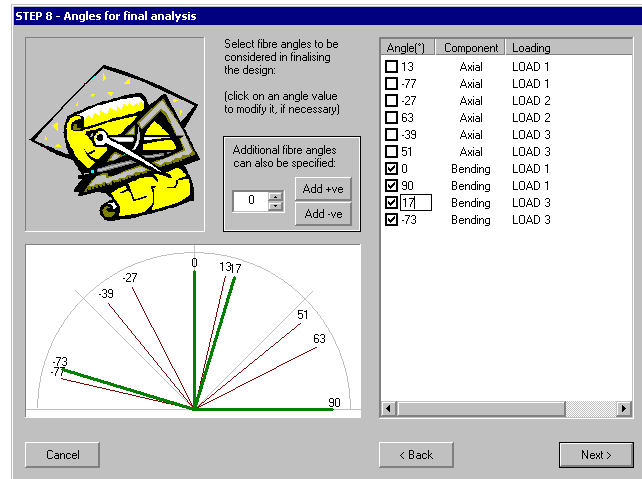 STEP 8 - Angles for final analysis
Select fibre angles to be
considered in finalising
the design:
(click on an angle value
to modify it, if necessary)
Additional fibre angles
can also be specified:
0
Add +ve
Add -ve
Angle(°) Component Loading
13 Axial LOAD 1
-77 Axial LOAD 1
-27 Axial LOAD 2
63 Axial LOAD 2
-39 Axial LOAD 3
51 Axial LOAD 3
0 Bending LOAD 1
90 Bending LOAD 1
17 Bending LOAD 3
-73 Bending LOAD 3
0
13
17
-27
-39
51
63
-73
-77
90
Cancel
< Back
Next >